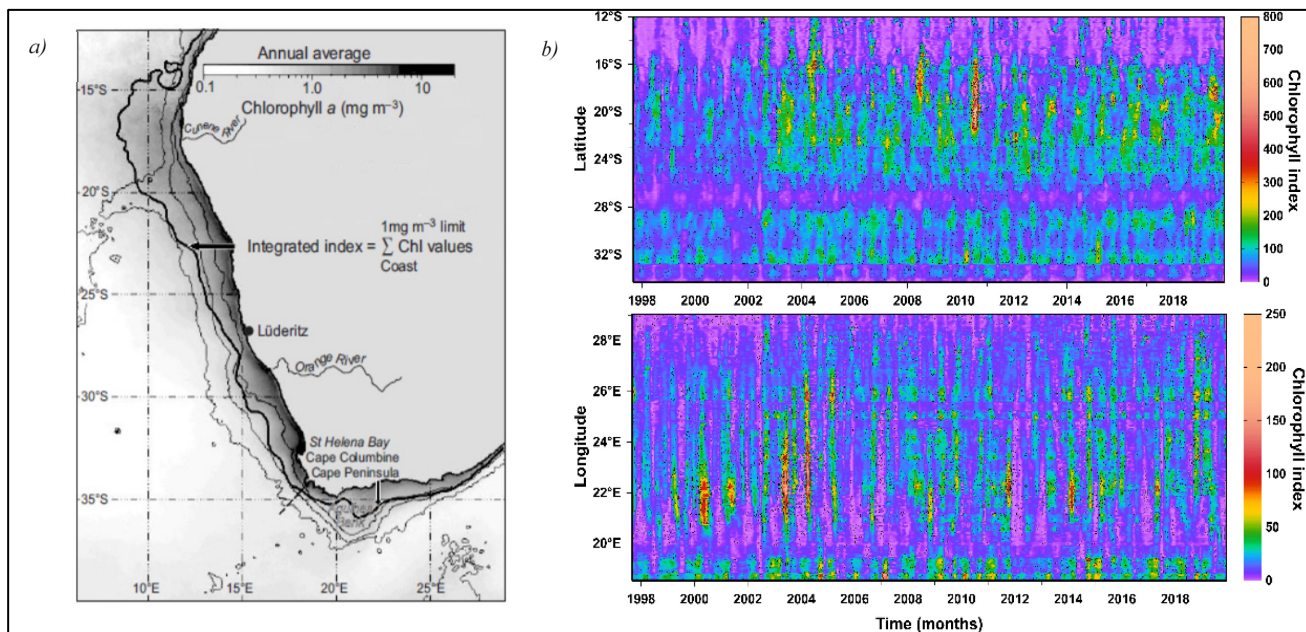 a)
Annual average
0.1 1.0 10
Chlorophyll a (mg m⁻³)
Cunene River
1mg m⁻³ limit
Integrated index = ∑ Chl values
Coast
Lüderitz
Orange River
St Helena Bay
Cape Columbine
Cape Peninsula
15°S
20°S
25°S
30°S
35°S
10°E 15°E 20°E 25°E
b)
12°S
16°S
20°S
24°S
28°S
32°S
Latitude
1998 2000 2002 2004 2006 2008 2010 2012 2014 2016 2018
800
700
600
500
400
300
200
100
0
Chlorophyll index
28°E
26°E
24°E
22°E
20°E
Longitude
1998 2000 2002 2004 2006 2008 2010 2012 2014 2016 2018
Time (months)
250
200
150
100
50
0
Chlorophyll index